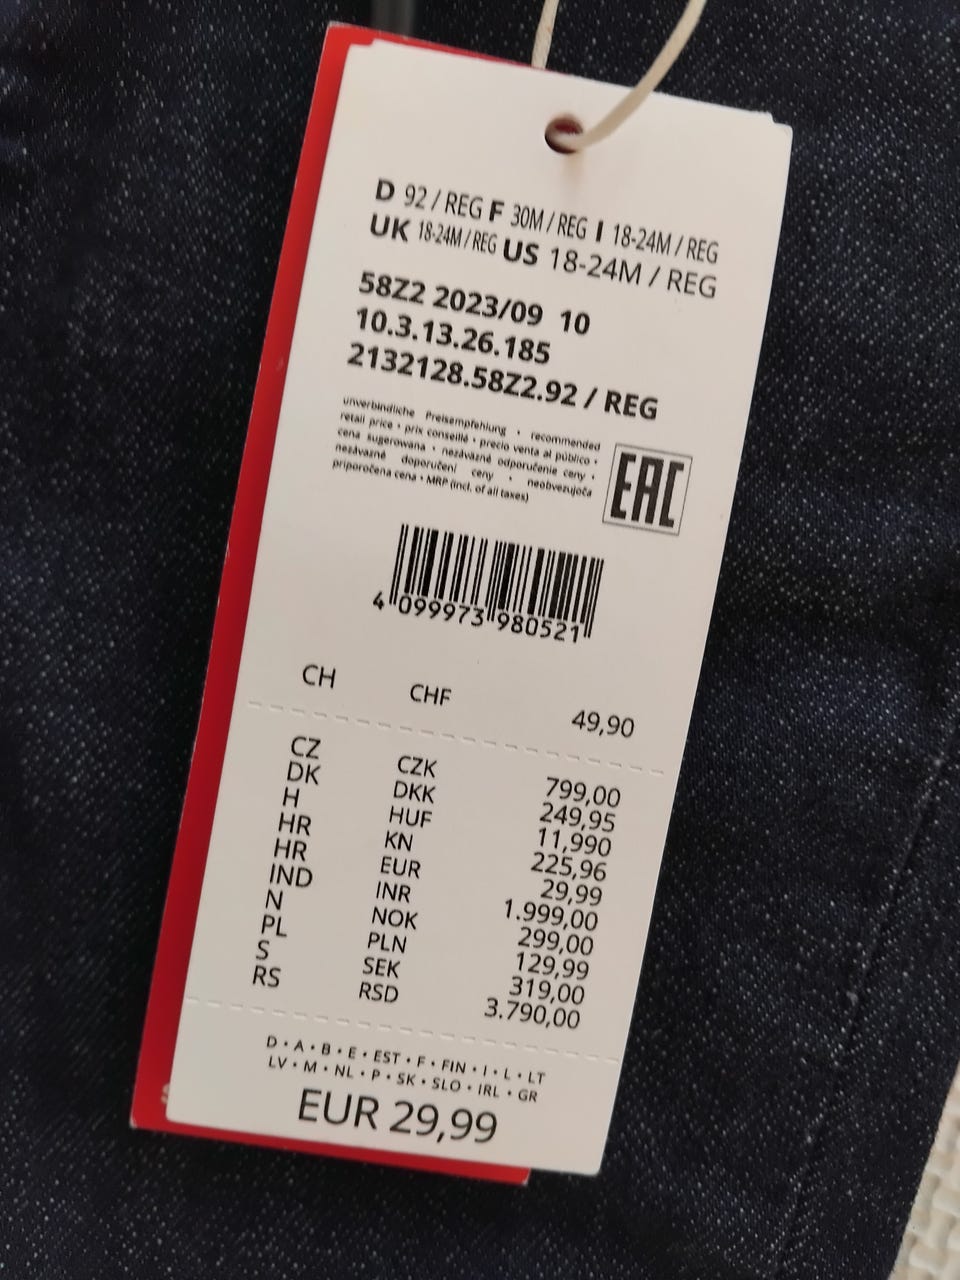 D 92 / REG F 30M / REG I 18-24M / REG
UK 18-24M / REG US 18-24M / REG
58Z2 2023/09 10
10.3.13.26.185
2132128.58Z2.92 / REG
unverbindliche Preisempfehlung • recommended
retail price • prix conseillé • precio venta al público •
cena sugerowana • nezáväzné odporučenie ceny •
nezávazné doporučení ceny • neobvezujoča
priporočena cena • MRP (incl. of all taxes)
EAC
4 099973 980521
CH CHF 49,90
CZ CZK 799,00
DK DKK 249,95
H HUF 11,990
HR KN 225,96
HR EUR 29,99
IND INR 1.999,00
N NOK 299,00
PL PLN 129,99
S SEK 319,00
RS RSD 3.790,00
D • A • B • E • EST • F • FIN • I • L • LT
LV • M • NL • P • SK • SLO • IRL • GR
EUR 29,99